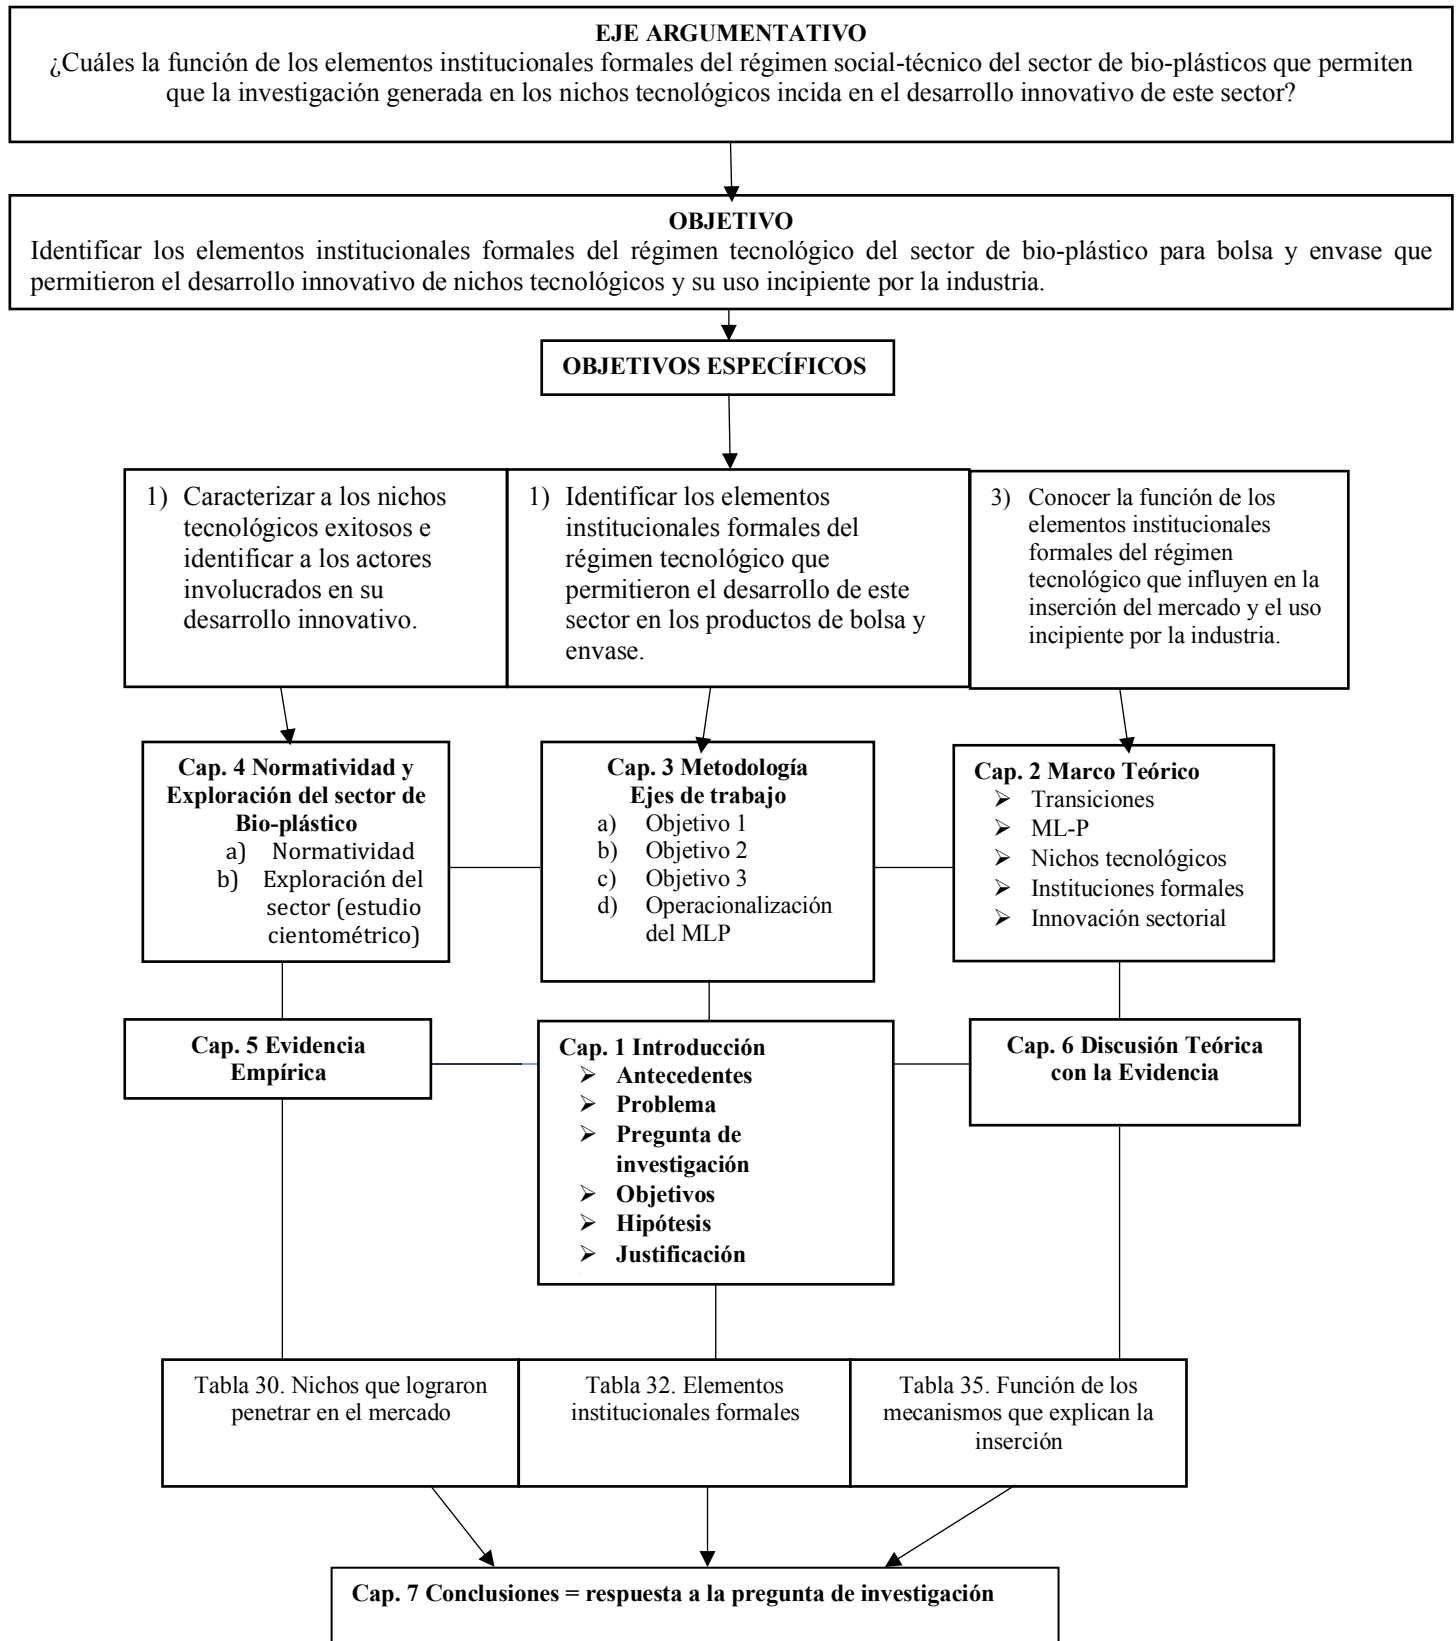 EJE ARGUMENTATIVO
¿Cuáles la función de los elementos institucionales formales del régimen social-técnico del sector de bio-plásticos que permiten
que la investigación generada en los nichos tecnológicos incida en el desarrollo innovativo de este sector?
OBJETIVO
Identificar los elementos institucionales formales del régimen tecnológico del sector de bio-plástico para bolsa y envase que
permitieron el desarrollo innovativo de nichos tecnológicos y su uso incipiente por la industria.
OBJETIVOS ESPECÍFICOS
1) Caracterizar a los nichos
tecnológicos exitosos e
identificar a los actores
involucrados en su
desarrollo innovativo.
1) Identificar los elementos
institucionales formales del
régimen tecnológico que
permitieron el desarrollo de este
sector en los productos de bolsa y
envase.
3) Conocer la función de los
elementos institucionales
formales del régimen
tecnológico que influyen en la
inserción del mercado y el uso
incipiente por la industria.
Cap. 4 Normatividad y
Exploración del sector de
Bio-plástico
a) Normatividad
b) Exploración del
sector (estudio
cientométrico)
Cap. 3 Metodología
Ejes de trabajo
a) Objetivo 1
b) Objetivo 2
c) Objetivo 3
d) Operacionalización
del MLP
Cap. 2 Marco Teórico
➢ Transiciones
➢ ML-P
➢ Nichos tecnológicos
➢ Instituciones formales
➢ Innovación sectorial
Cap. 5 Evidencia
Empírica
Cap. 1 Introducción
➢ Antecedentes
➢ Problema
➢ Pregunta de
investigación
➢ Objetivos
➢ Hipótesis
➢ Justificación
Cap. 6 Discusión Teórica
con la Evidencia
Tabla 30. Nichos que lograron
penetrar en el mercado
Tabla 32. Elementos
institucionales formales
Tabla 35. Función de los
mecanismos que explican la
inserción
Cap. 7 Conclusiones = respuesta a la pregunta de investigación